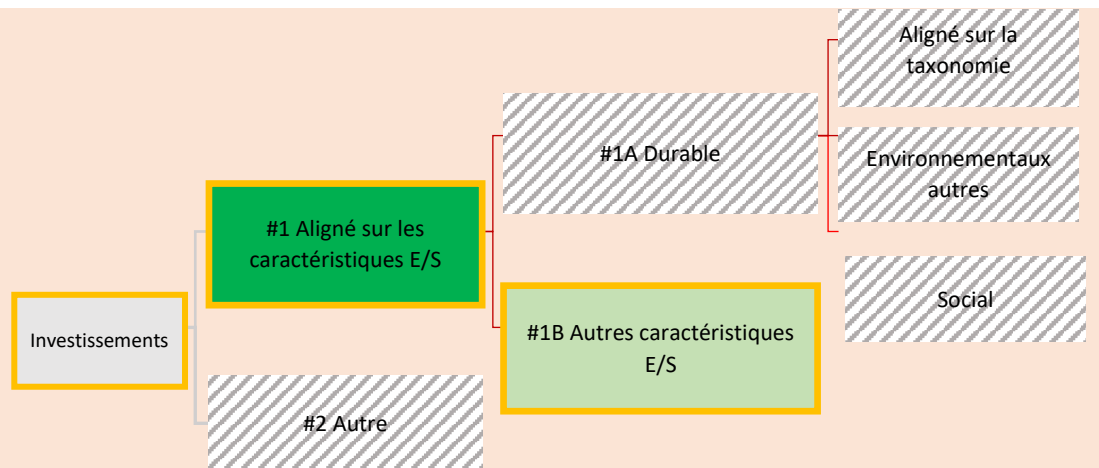 Aligné sur la
taxonomie
#1A Durable
Environnementaux
autres
#1 Aligné sur les
caractéristiques E/S
Social
Investissements
#1B Autres caractéristiques
E/S
#2 Autre